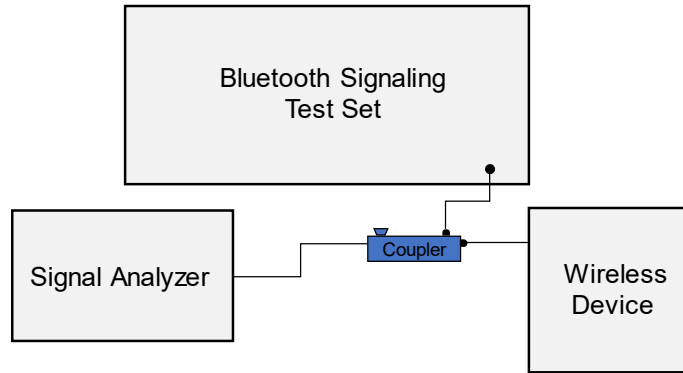 Bluetooth Signaling
Test Set
Signal Analyzer
Coupler
Wireless
Device